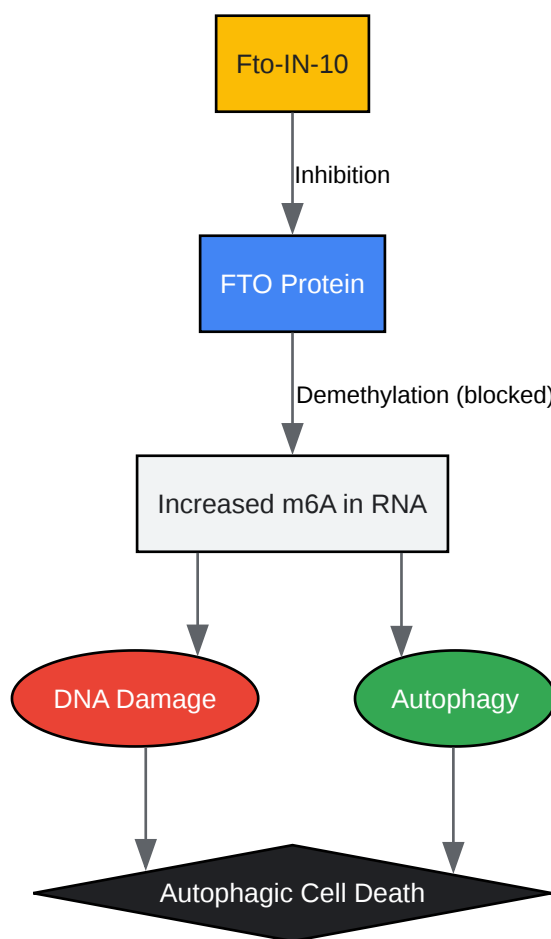 Fto-IN-10
Inhibition
FTO Protein
Demethylation (blocked)
Increased m6A in RNA
DNA Damage
Autophagy
Autophagic Cell Death